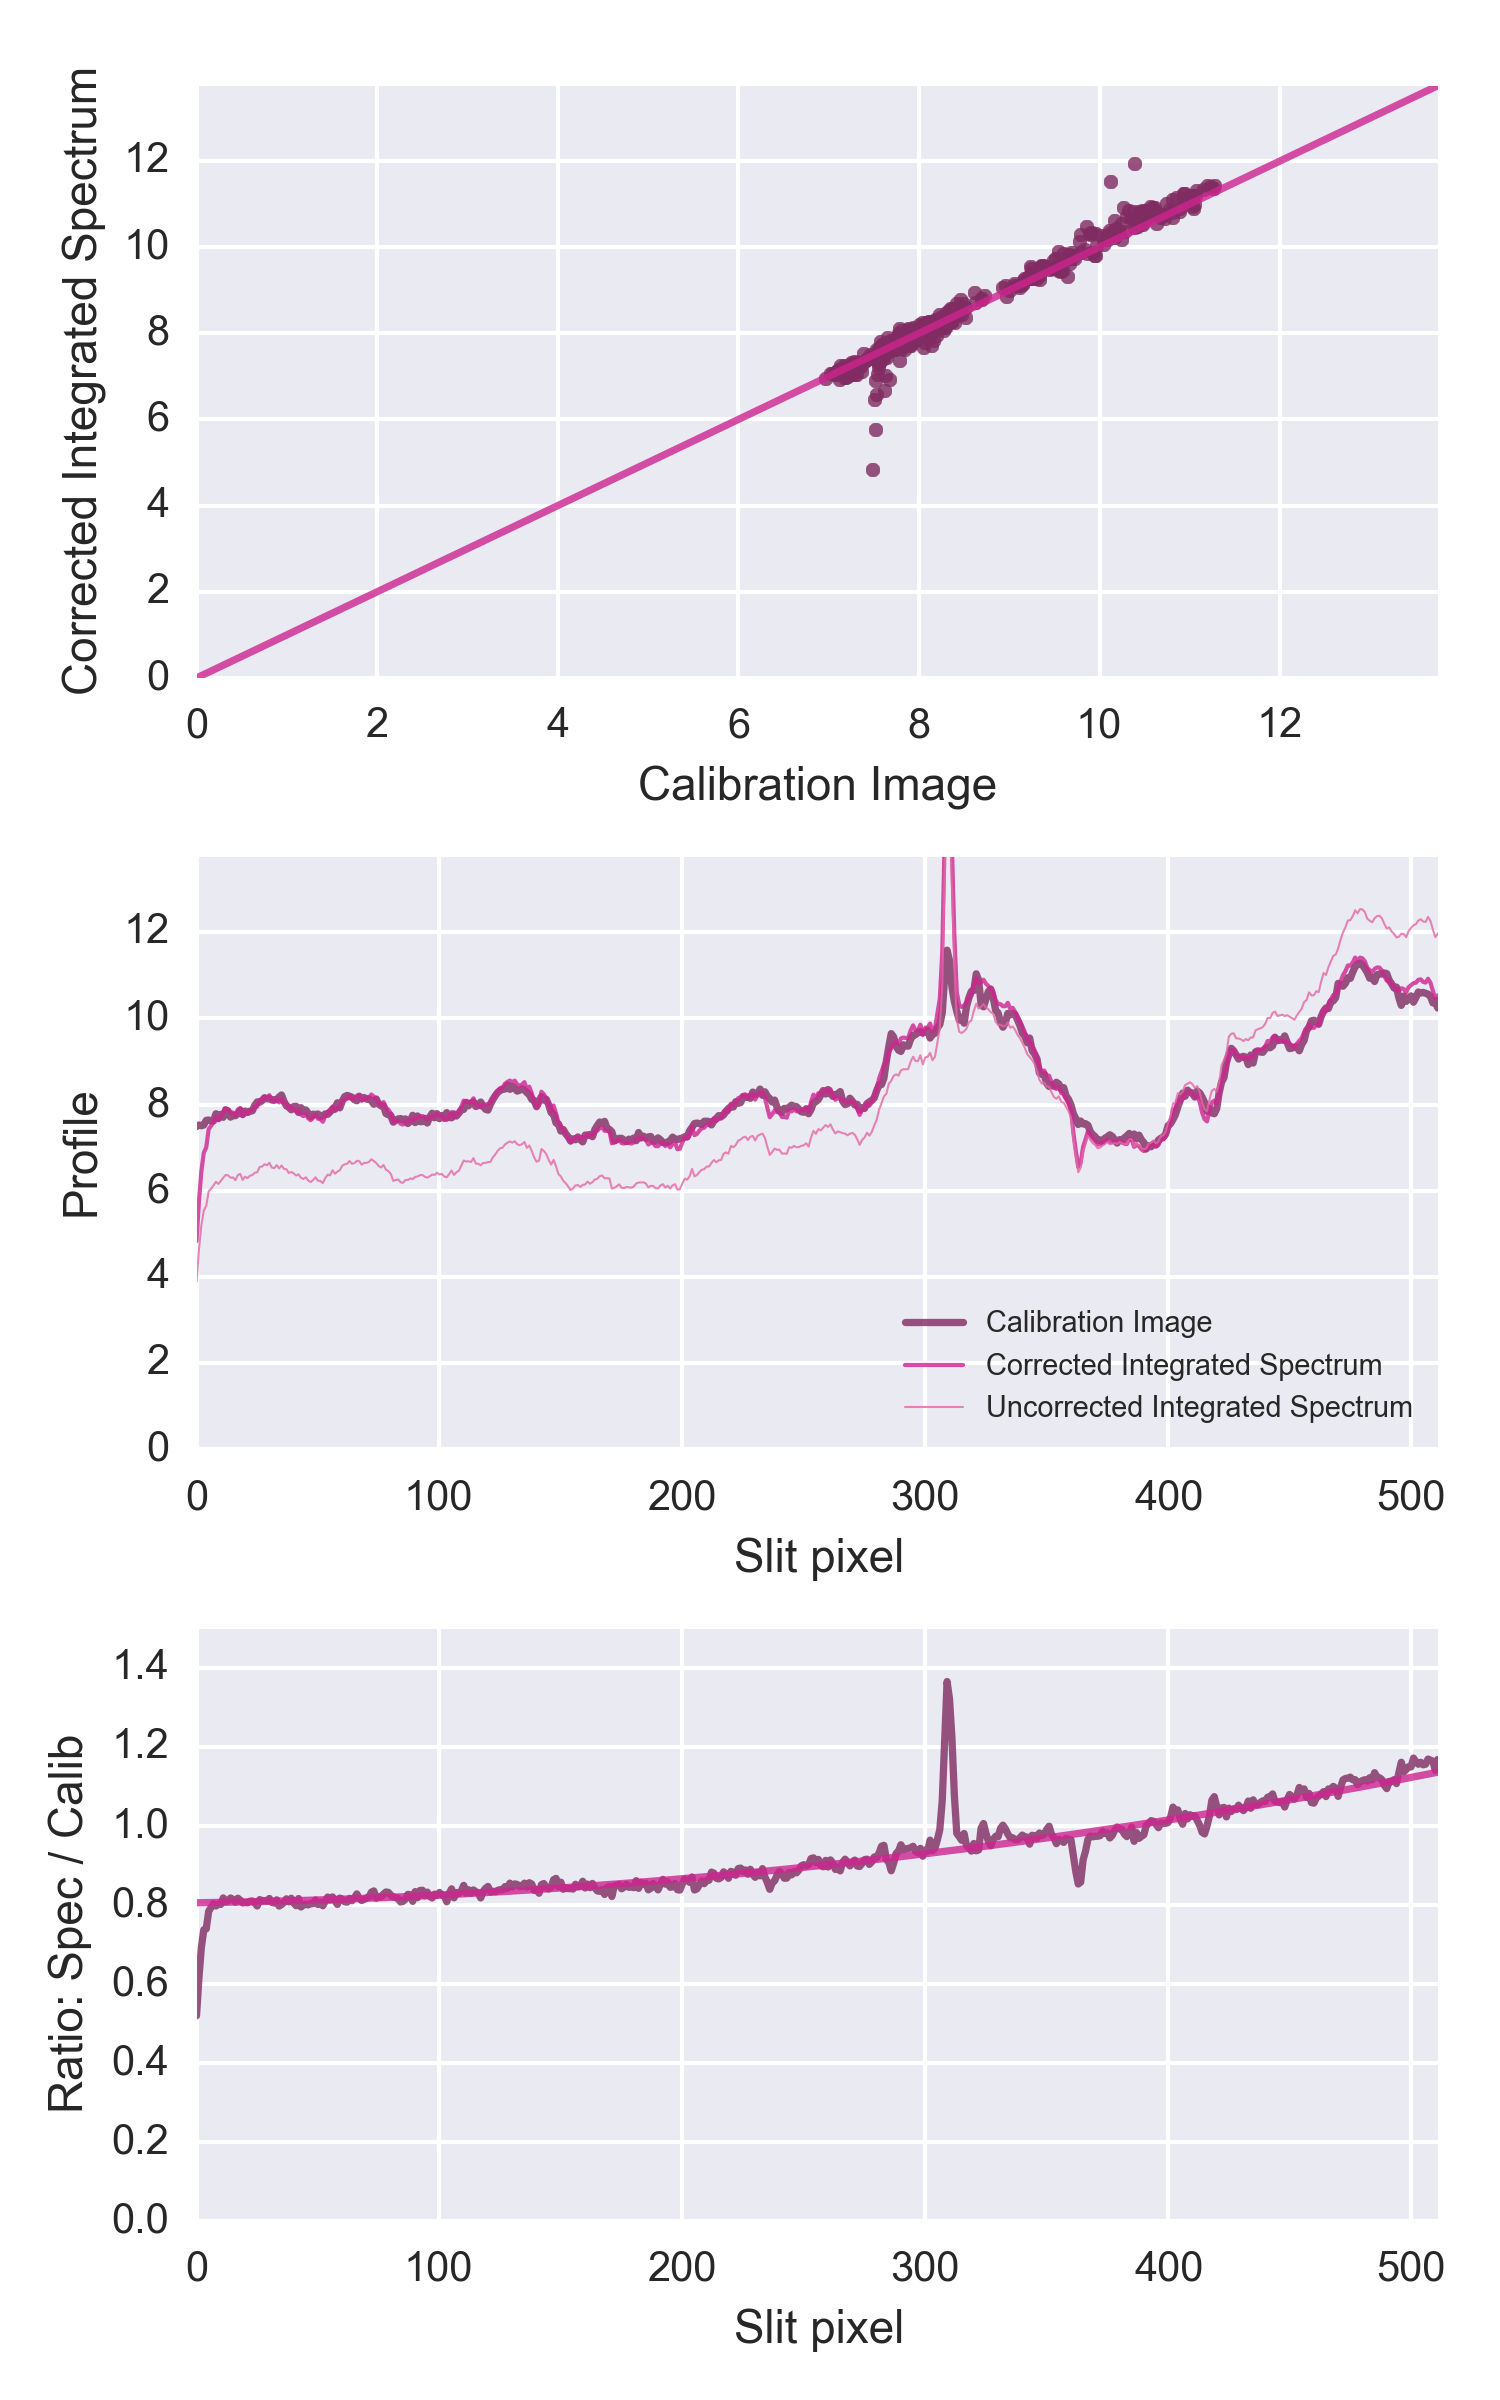 Corrected Integrated Spectrum
12
10
8
6
4
2
0
0 2 4 6 8 10 12
Calibration Image
Profile
12
10
8
6
4
2
0
Calibration Image
Corrected Integrated Spectrum
Uncorrected Integrated Spectrum
0 100 200 300 400 500
Slit pixel
Ratio: Spec / Calib
1.4
1.2
1.0
0.8
0.6
0.4
0.2
0.0
0 100 200 300 400 500
Slit pixel